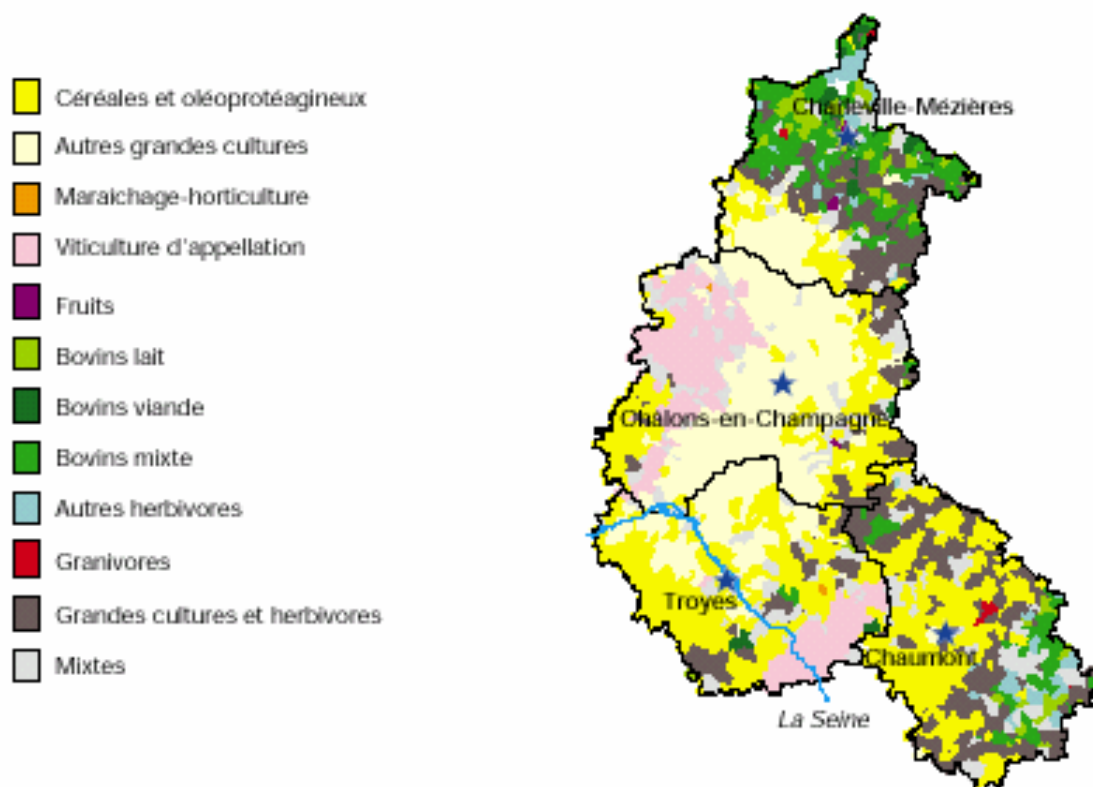 Céréales et oléoprotéagineux
Autres grandes cultures
Maraichage-horticulture
Viticulture d'appellation
Fruits
Bovins lait
Bovins viande
Bovins mixte
Autres herbivores
Granivores
Grandes cultures et herbivores
Mixtes
Charleville-Mézières
Châlons-en-Champagne
Troyes
Chaumont
La Seine